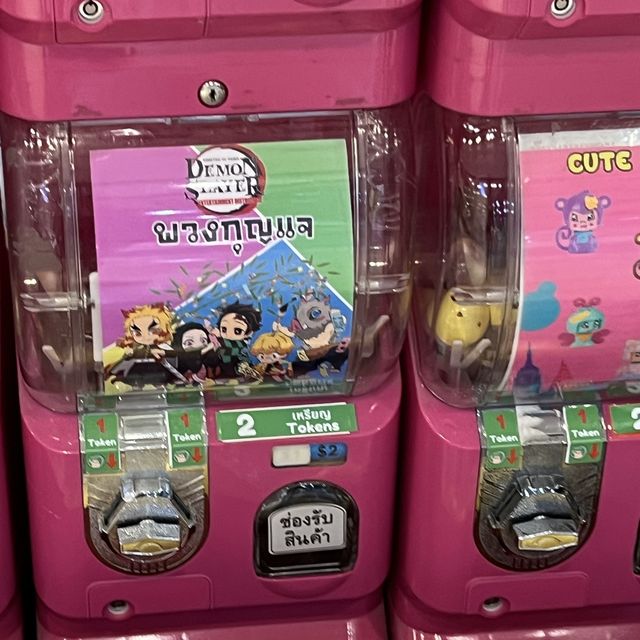 DEMON
SLAYER
พวงกุญแจ
CUTE
1
Token
1
Token
2 เหรียญ
Tokens
$2
ช่องรับ
สินค้า
1
Token
1
Token